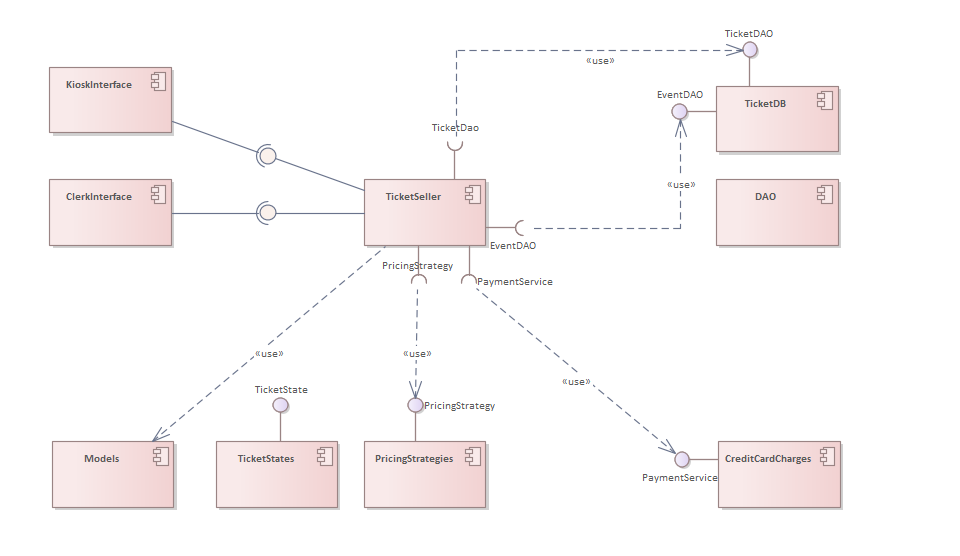 TicketDAO
«use»
KioskInterface
EventDAO
TicketDB
TicketDao
«use»
ClerkInterface
TicketSeller
DAO
EventDAO
PricingStrategy
PaymentService
«use»
«use»
«use»
TicketState
PricingStrategy
Models
TicketStates
PricingStrategies
CreditCardCharges
PaymentService